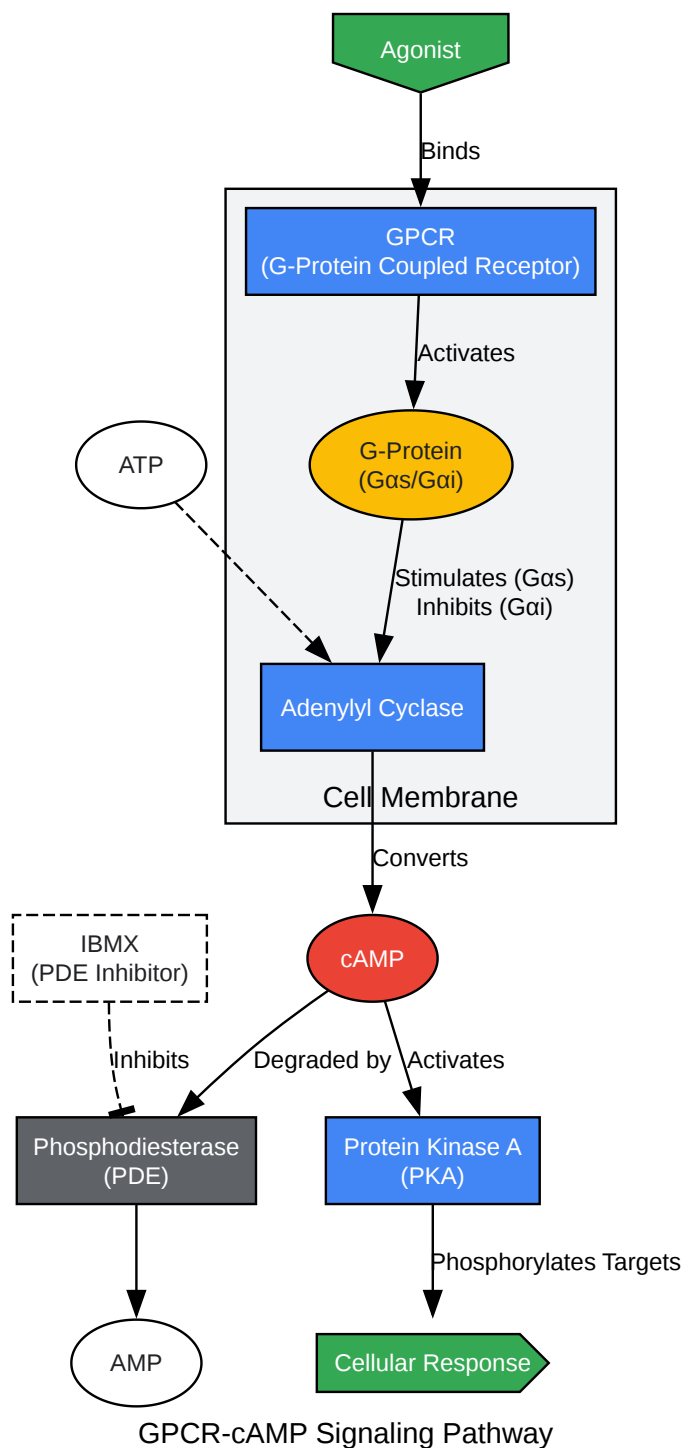 Agonist
Binds
GPCR
(G-Protein Coupled Receptor)
Activates
ATP
G-Protein
(Gαs/Gαi)
Stimulates (Gαs)
Inhibits (Gαi)
Adenylyl Cyclase
Cell Membrane
Converts
IBMX
(PDE Inhibitor)
cAMP
Inhibits
Degraded by
Activates
Phosphodiesterase
(PDE)
Protein Kinase A
(PKA)
Phosphorylates Targets
AMP
Cellular Response
GPCR-cAMP Signaling Pathway